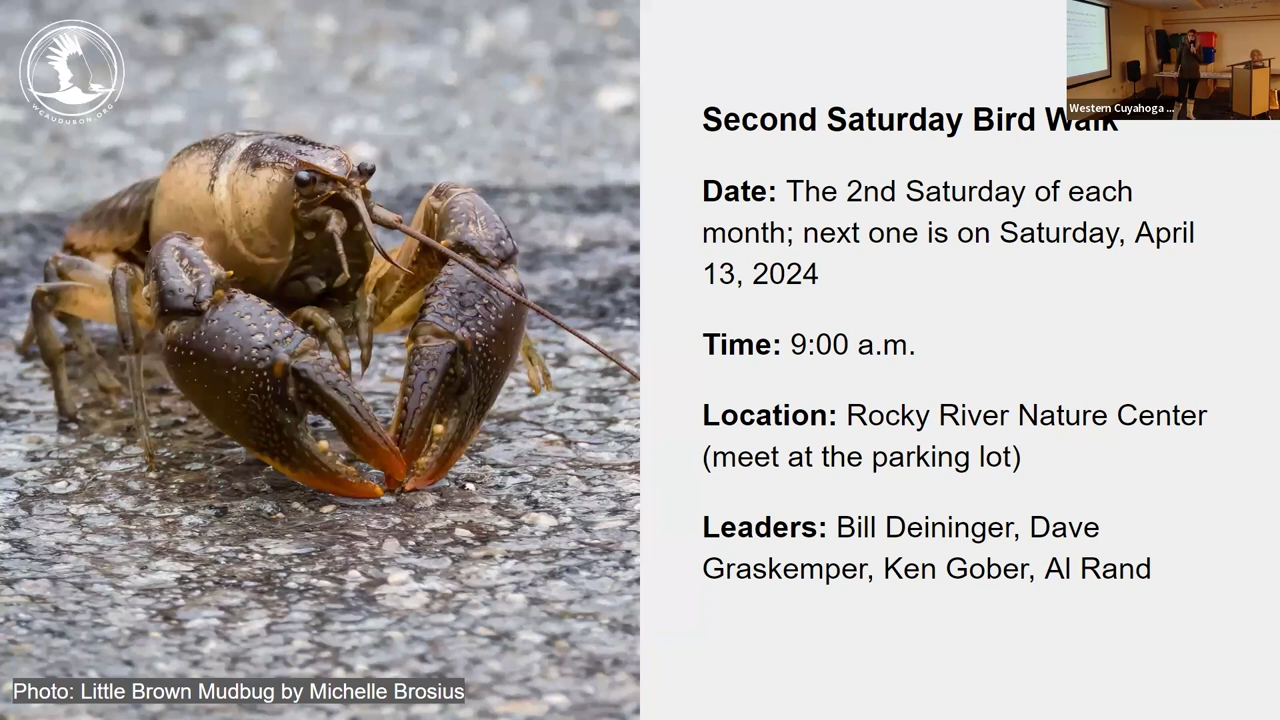 WCAUDUBON.ORG
Western Cuyahoga ...
Second Saturday Bird Walk
Date: The 2nd Saturday of each
month; next one is on Saturday, April
13, 2024
Time: 9:00 a.m.
Location: Rocky River Nature Center
(meet at the parking lot)
Leaders: Bill Deininger, Dave
Graskemper, Ken Gober, Al Rand
Photo: Little Brown Mudbug by Michelle Brosius